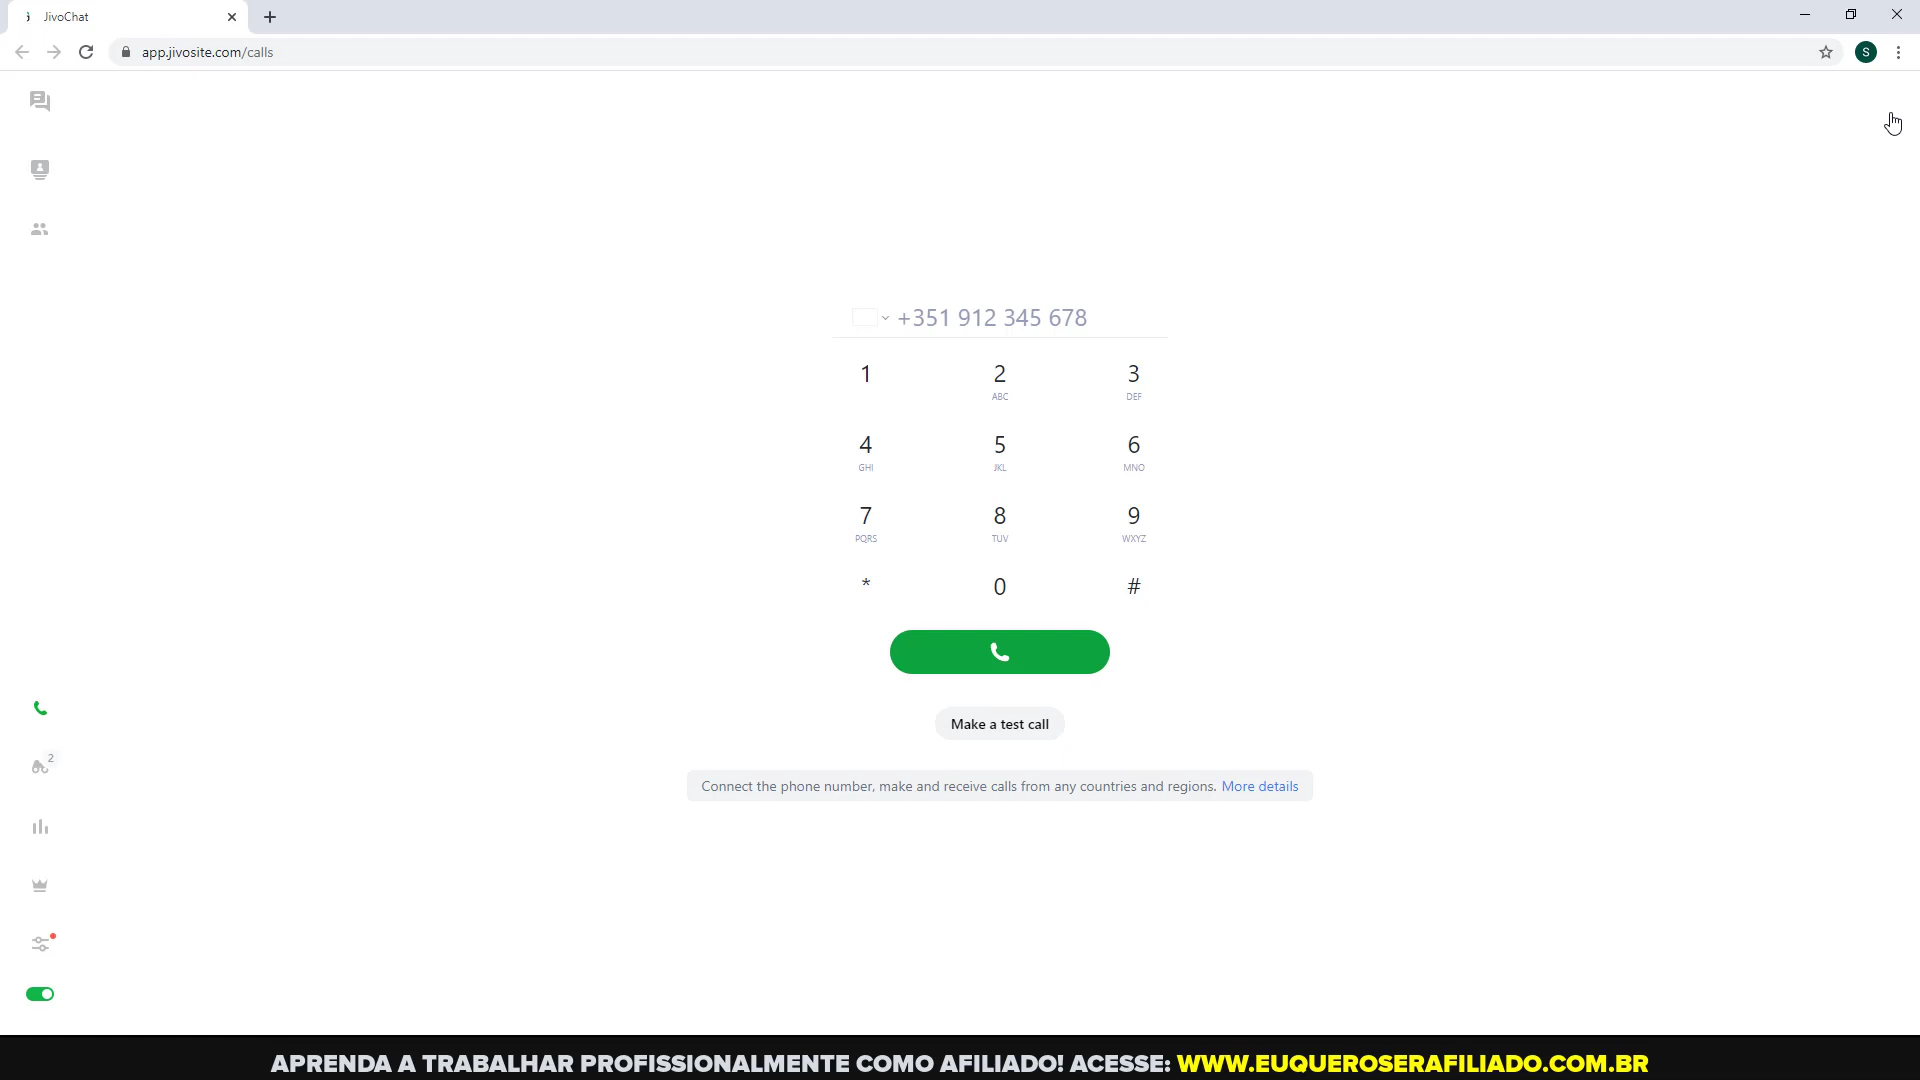 JivoChat
app.jivosite.com/calls
S
+351 912 345 678
1 2 3
ABC DEF
4 5 6
GHI JKL MNO
7 8 9
PQRS TUV WXYZ
* 0 #
Make a test call
2
Connect the phone number, make and receive calls from any countries and regions. More details
APRENDA A TRABALHAR PROFISSIONALMENTE COMO AFILIADO! ACESSE: WWW.EUQUEROSERAFILIADO.COM.BR